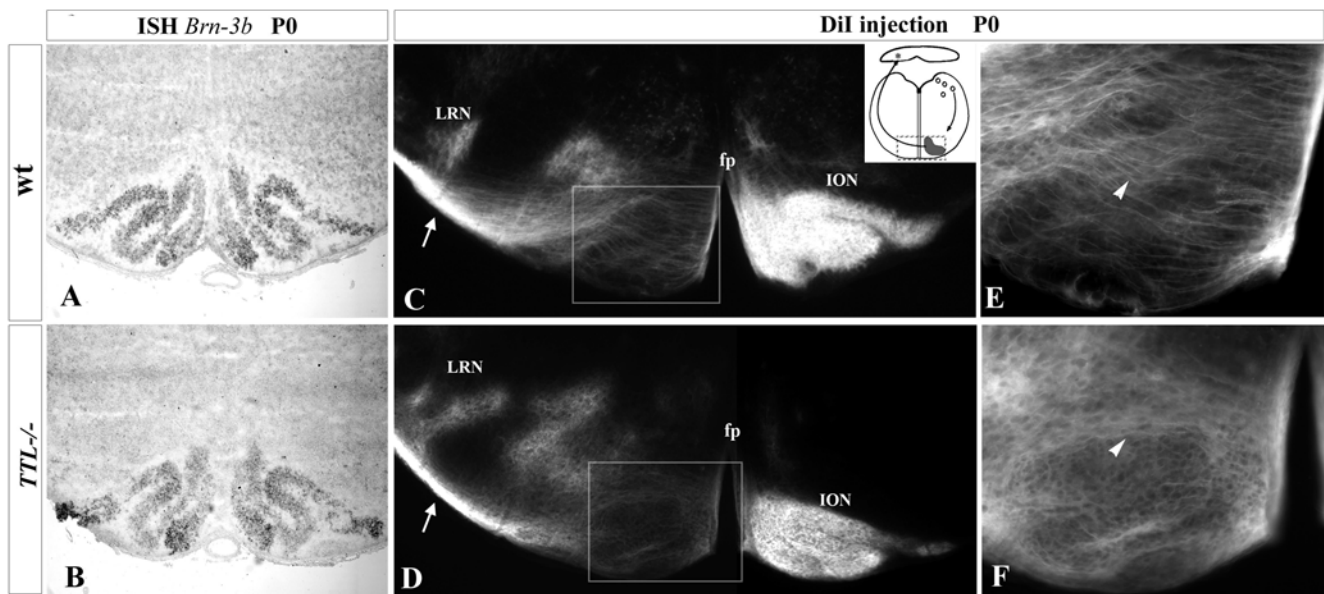 ISH Brn-3b P0
DiI injection P0
wt
A
LRN
fp
ION
C
E
TTL-/-
B
LRN
fp
ION
D
F